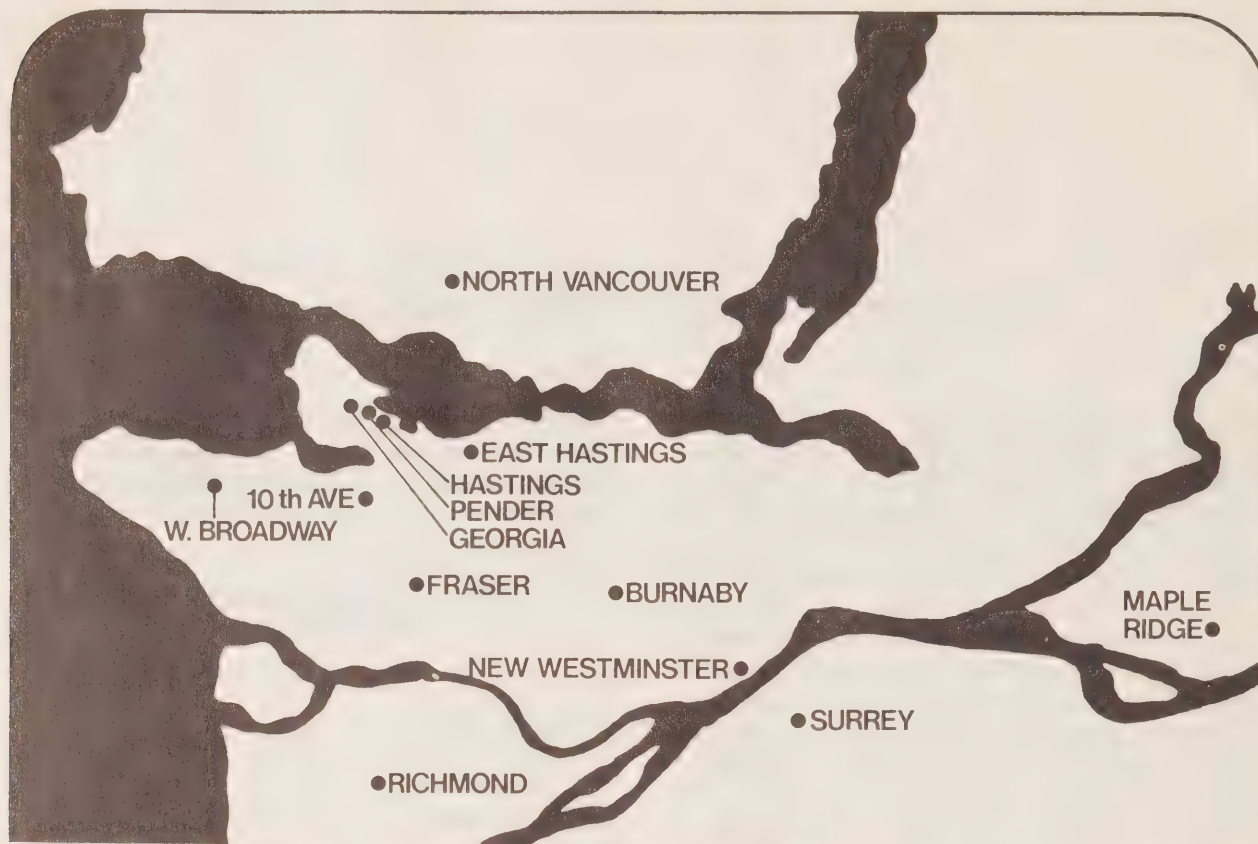 NORTH VANCOUVER
EAST HASTINGS
HASTINGS
10 th AVE
PENDER
W. BROADWAY
GEORGIA
FRASER
BURNABY
MAPLE
RIDGE
NEW WESTMINSTER
SURREY
RICHMOND